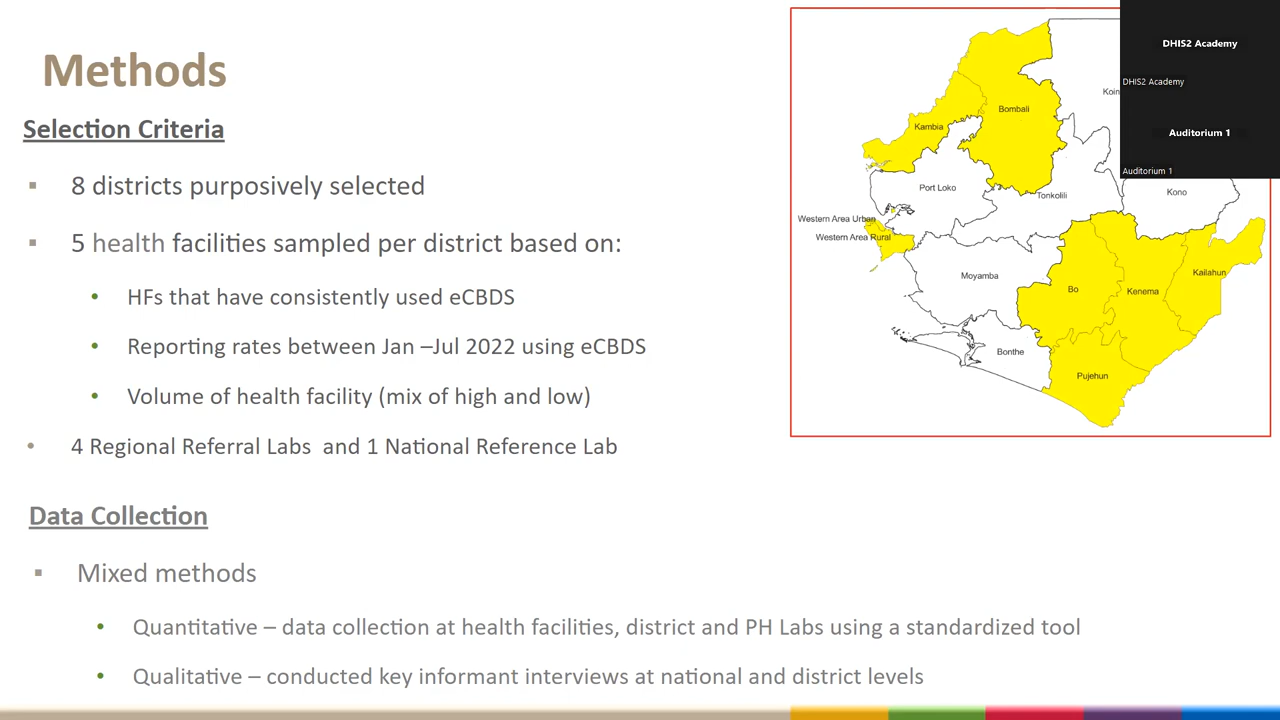 Methods
Selection Criteria
8 districts purposively selected
5 health facilities sampled per district based on:
HFs that have consistently used eCBDS
Reporting rates between Jan –Jul 2022 using eCBDS
Volume of health facility (mix of high and low)
4 Regional Referral Labs and 1 National Reference Lab
Data Collection
Mixed methods
Quantitative – data collection at health facilities, district and PH Labs using a standardized tool
Qualitative – conducted key informant interviews at national and district levels
Bombali
Kambia
Port Loko
Tonkolili
Kono
Western Area Urban
Western Area Rural
Moyamba
Bo
Kenema
Kailahun
Bonthe
Pujehun
DHIS2 Academy
DHIS2 Academy
Auditorium 1
Auditorium 1